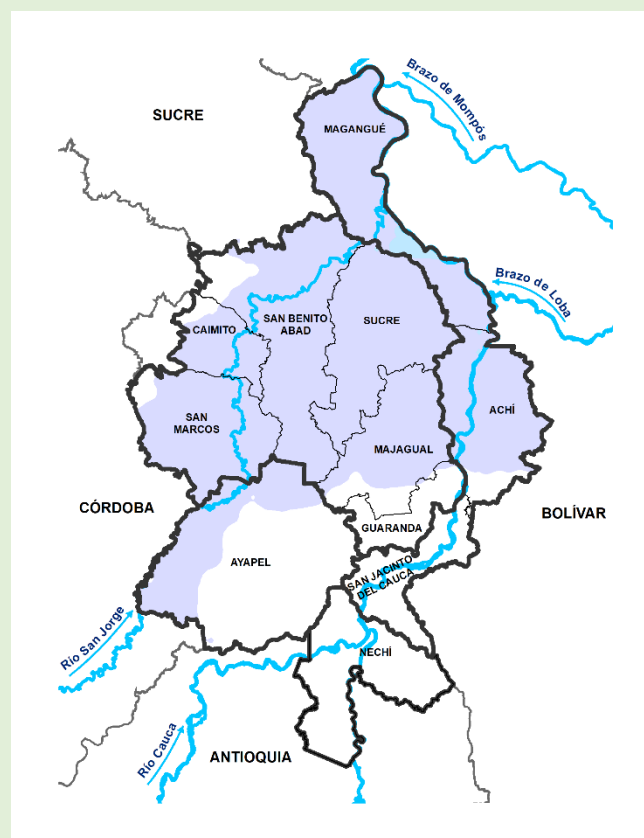 Brazo de Mompós
SUCRE
MAGANGUÉ
Brazo de Loba
SAN BENITO
ABAD
SUCRE
CAIMITO
SAN
MARCOS
ACHÍ
MAJAGUAL
CÓRDOBA
BOLÍVAR
GUARANDA
AYAPEL
SAN JACINTO
DEL CAUCA
Río San Jorge
NECHÍ
Río Cauca
ANTIOQUIA